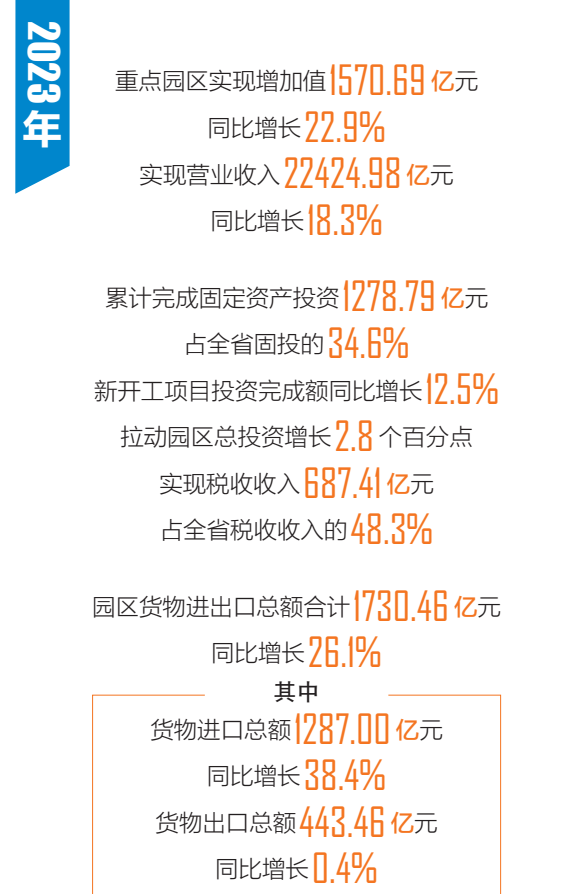 2023年
重点园区实现增加值1570.69亿元
同比增长22.9%
实现营业收入22424.98亿元
同比增长18.3%
累计完成固定资产投资1278.79亿元
占全省固投的34.6%
新开工项目投资完成额同比增长12.5%
拉动园区总投资增长2.8个百分点
实现税收收入687.41亿元
占全省税收收入的48.3%
园区货物进出口总额合计1730.46亿元
同比增长26.1%
其中
货物进口总额1287.00亿元
同比增长38.4%
货物出口总额443.46亿元
同比增长0.4%